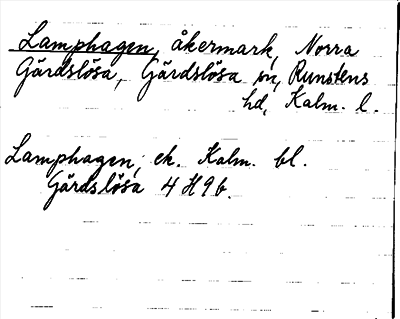 Lamphagen, åkermark, Norra
Gärdslösa, Gärdslösa sn, Runstens
hd, Kalm. l.
Lamphagen, ek. Kalm. bl.
Gärdslösa 4 H 9 b.